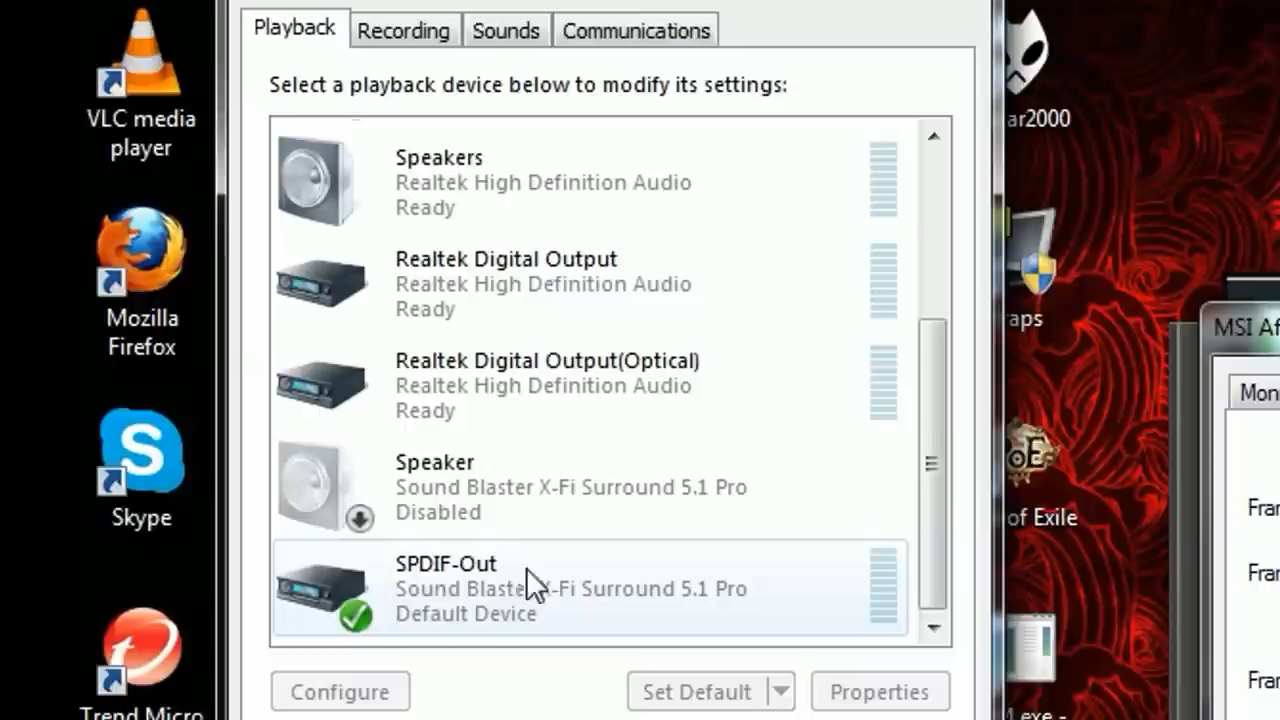 Playback
Recording
Sounds
Communications
Select a playback device below to modify its settings:
Speakers
Realtek High Definition Audio
Ready
Realtek Digital Output
Realtek High Definition Audio
Ready
Realtek Digital Output(Optical)
Realtek High Definition Audio
Ready
Speaker
Sound Blaster X-Fi Surround 5.1 Pro
Disabled
SPDIF-Out
Sound Blaster X-Fi Surround 5.1 Pro
Default Device
Configure
Set Default
Properties
VLC media
player
Mozilla
Firefox
S
Skype
Trend Micro
ar2000
aps
oE
of Exile
M.exe -
MSI Af
Mon
Fran
Fran
Fran